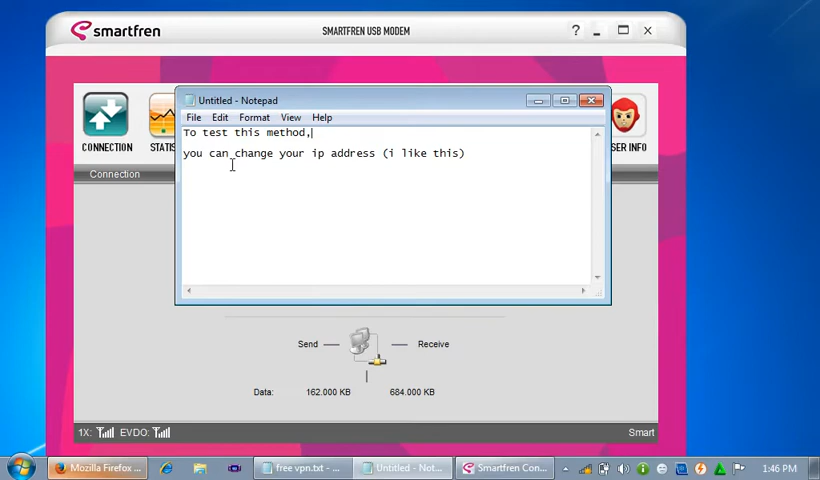 smartfren
SMARTFREN USB MODEM
?
Untitled - Notepad
File Edit Format View Help
To test this method,
you can change your ip address (i like this)
CONNECTION
STATIS
SER INFO
Connection
Send
Receive
Data: 162.000 KB 684.000 KB
1X: EVDO:
Smart
Mozilla Firefox ...
free vpn.txt - ...
Untitled - Not...
Smartfren Con...
1:46 PM